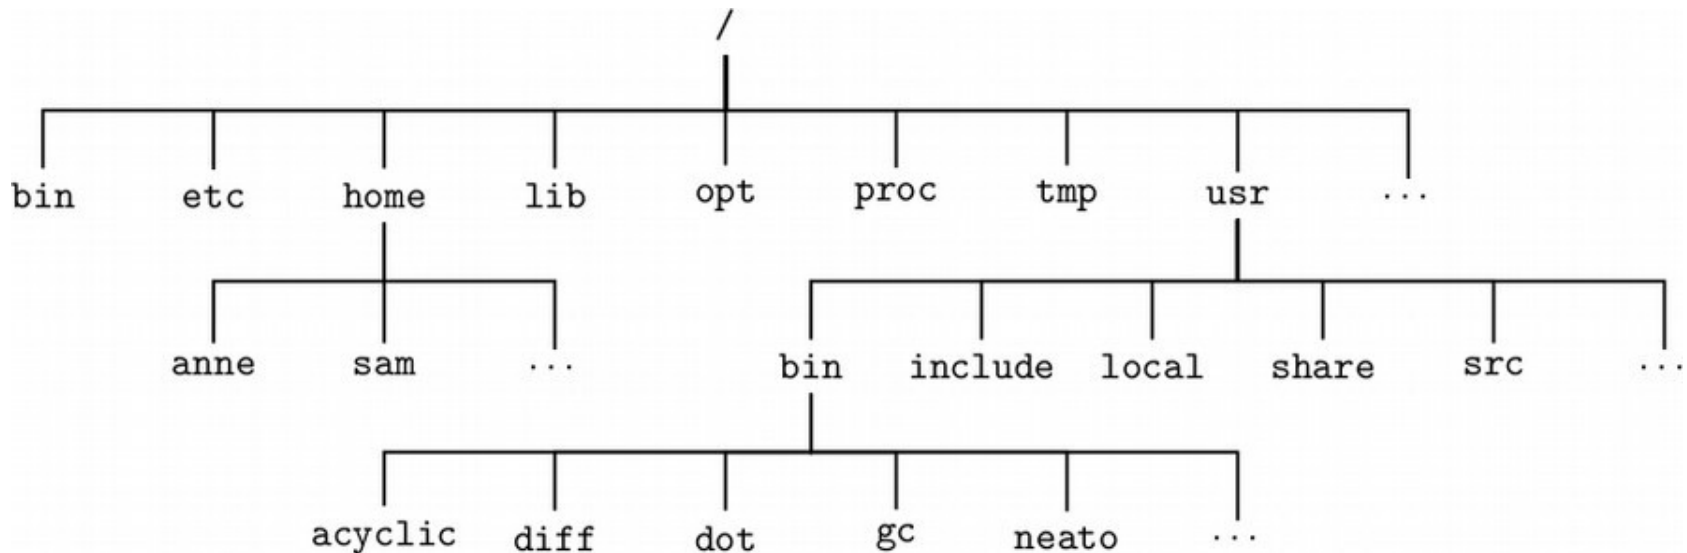 /
bin etc home lib opt proc tmp usr ...
anne sam ... bin include local share src ...
acyclic diff dot gc neato ...